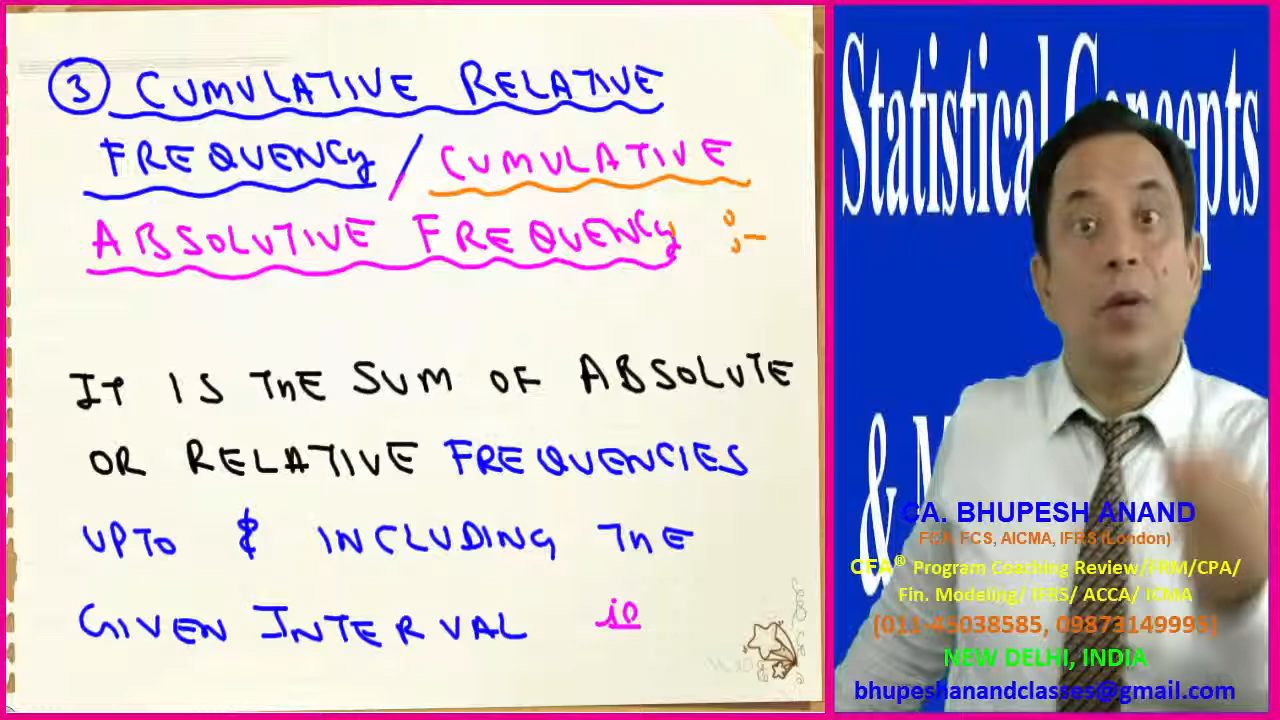 3 CUMULATIVE RELATIVE
FREQUENCY / CUMULATIVE
ABSOLUTIVE FREQUENCY :-
IT IS THE SUM OF ABSOLUTE
OR RELATIVE FREQUENCIES
UPTO & INCLUDING THE
GIVEN INTERVAL ie
Statistical Concepts
& M
CA. BHUPESH ANAND
FCA, FCS, AICMA, IFRS (London)
CFA® Program Coaching Review/FRM/CPA/
Fin. Modeling/ IFRS/ ACCA/ ICMA
(011-45038585, 09873149995)
NEW DELHI, INDIA
bhupeshanandclasses@gmail.com